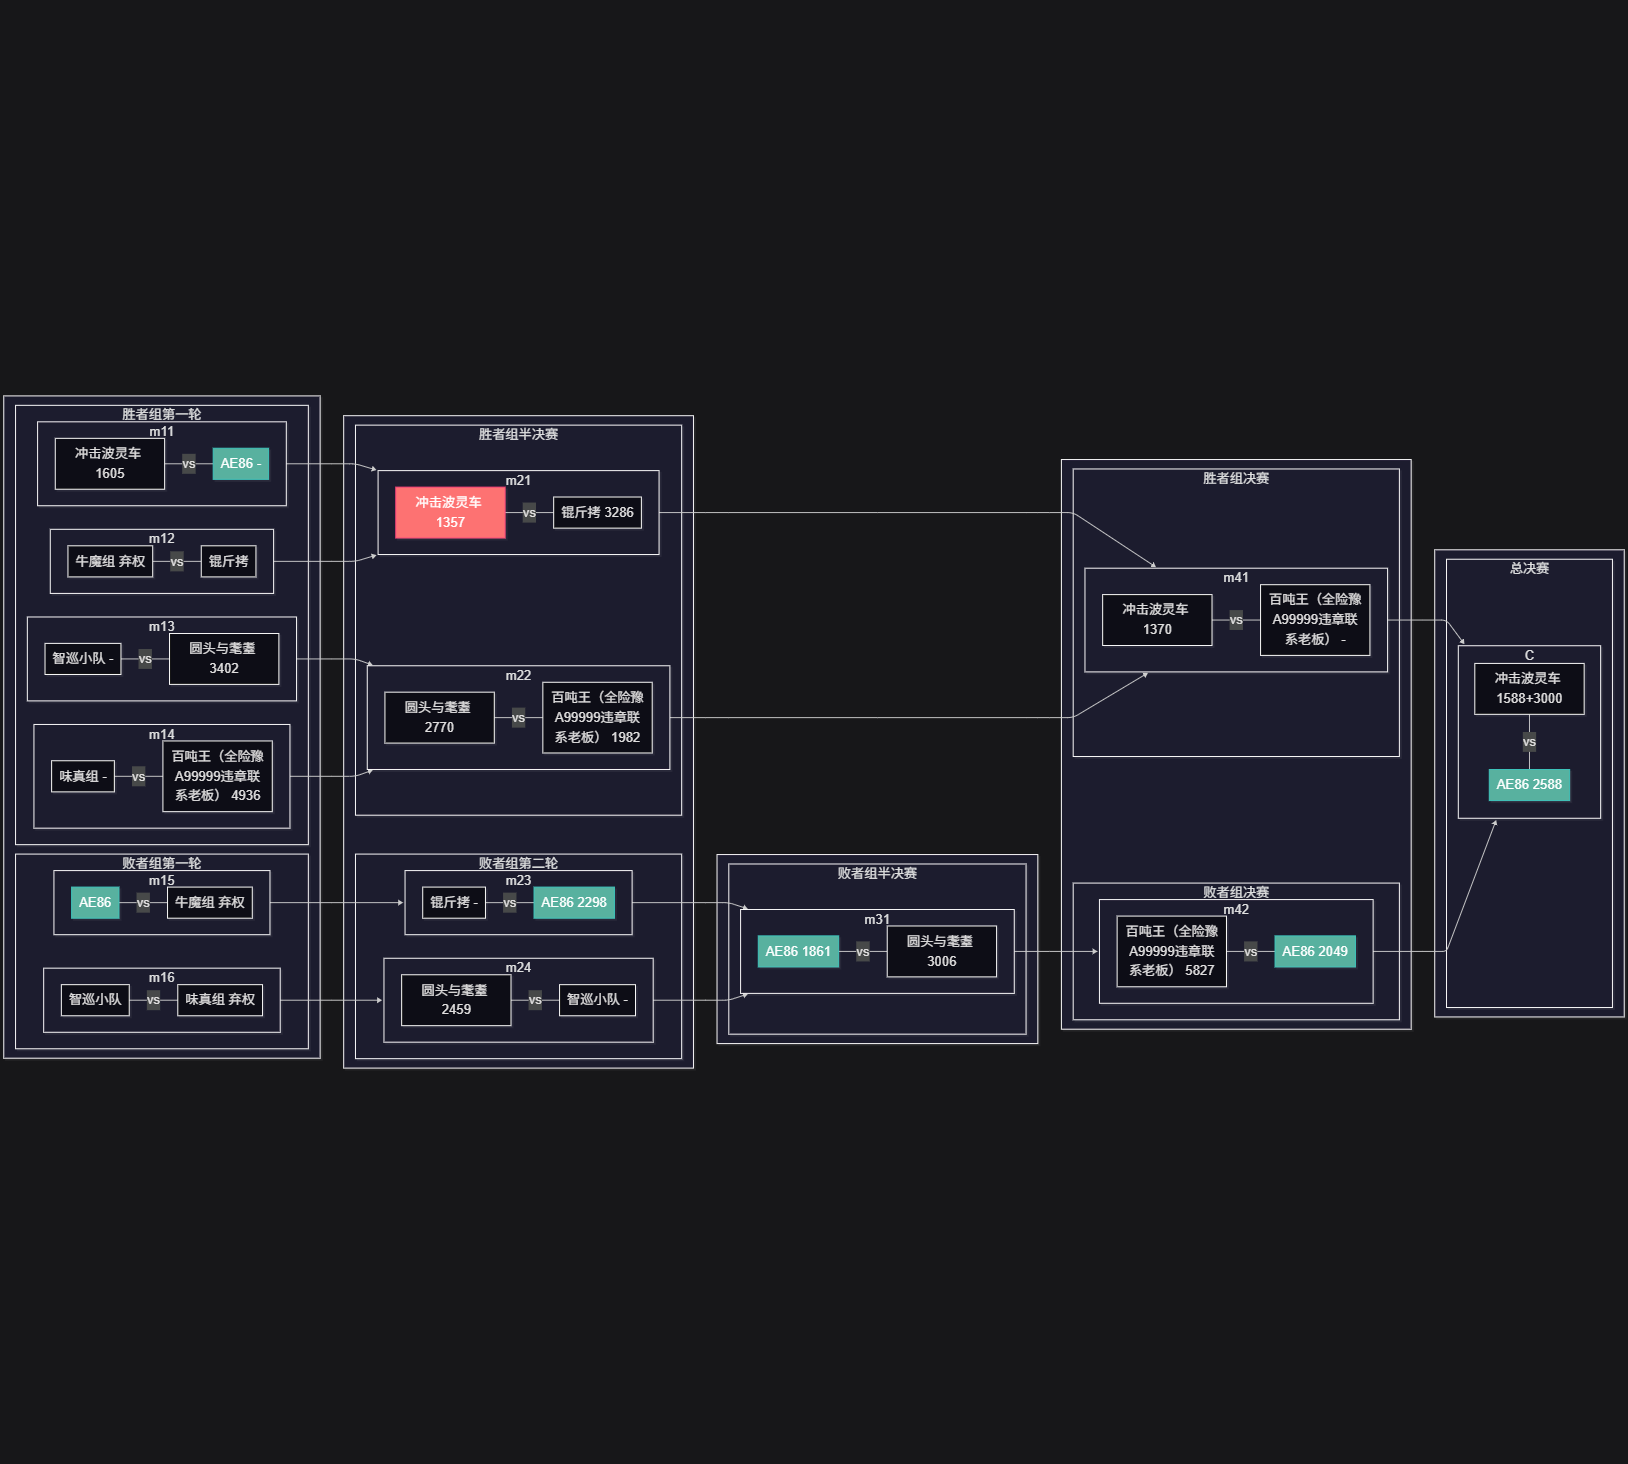 胜者组第一轮
m11
冲击波灵车
1605
vs
AE86 -
m12
牛魔组 弃权
vs
锟斤拷
m13
智巡小队 -
vs
圆头与耄耋
3402
m14
味真组 -
vs
百吨王（全险豫
A99999违章联
系老板） 4936
败者组第一轮
m15
AE86
vs
牛魔组 弃权
m16
智巡小队
vs
味真组 弃权
胜者组半决赛
m21
冲击波灵车
1357
vs
锟斤拷 3286
m22
圆头与耄耋
2770
vs
百吨王（全险豫
A99999违章联
系老板） 1982
败者组第二轮
m23
锟斤拷 -
vs
AE86 2298
m24
圆头与耄耋
2459
vs
智巡小队 -
败者组半决赛
m31
AE86 1861
vs
圆头与耄耋
3006
胜者组决赛
m41
冲击波灵车
1370
vs
百吨王（全险豫
A99999违章联
系老板） -
败者组决赛
m42
百吨王（全险豫
A99999违章联
系老板） 5827
vs
AE86 2049
总决赛
C
冲击波灵车
1588+3000
vs
AE86 2588